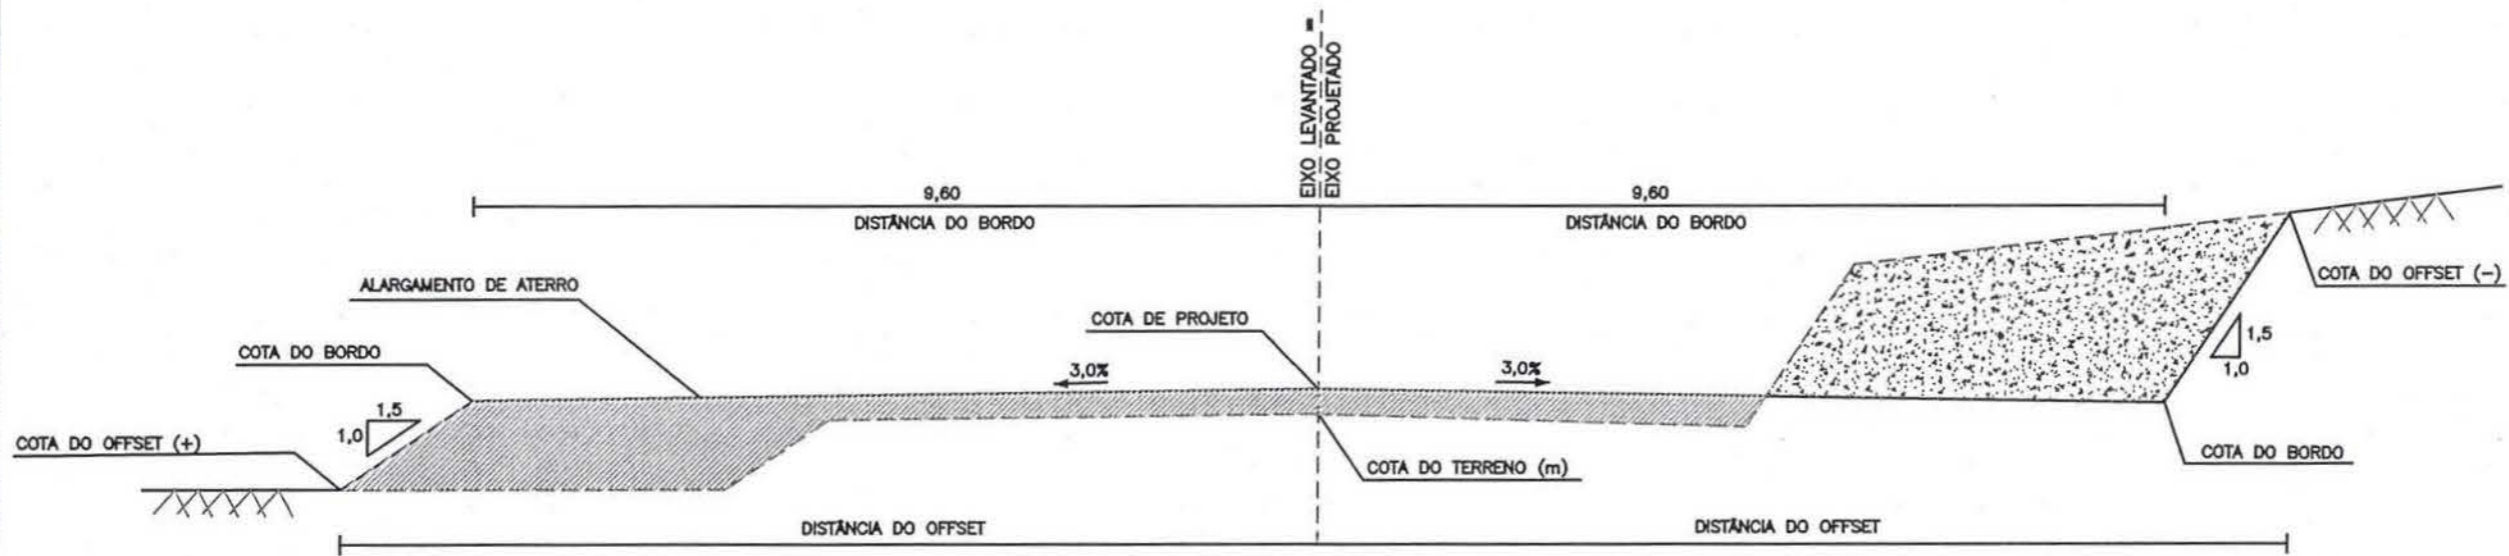 EIXO LEVANTADO =
EIXO PROJETADO
9,60
DISTÂNCIA DO BORDO
9,60
DISTÂNCIA DO BORDO
ALARGAMENTO DE ATERRO
COTA DO OFFSET (-)
COTA DE PROJETO
COTA DO BORDO
1,5
1,0
3,0%
3,0%
1,5
1,0
COTA DO OFFSET (+)
COTA DO TERRENO (m)
COTA DO BORDO
DISTÂNCIA DO OFFSET
DISTÂNCIA DO OFFSET